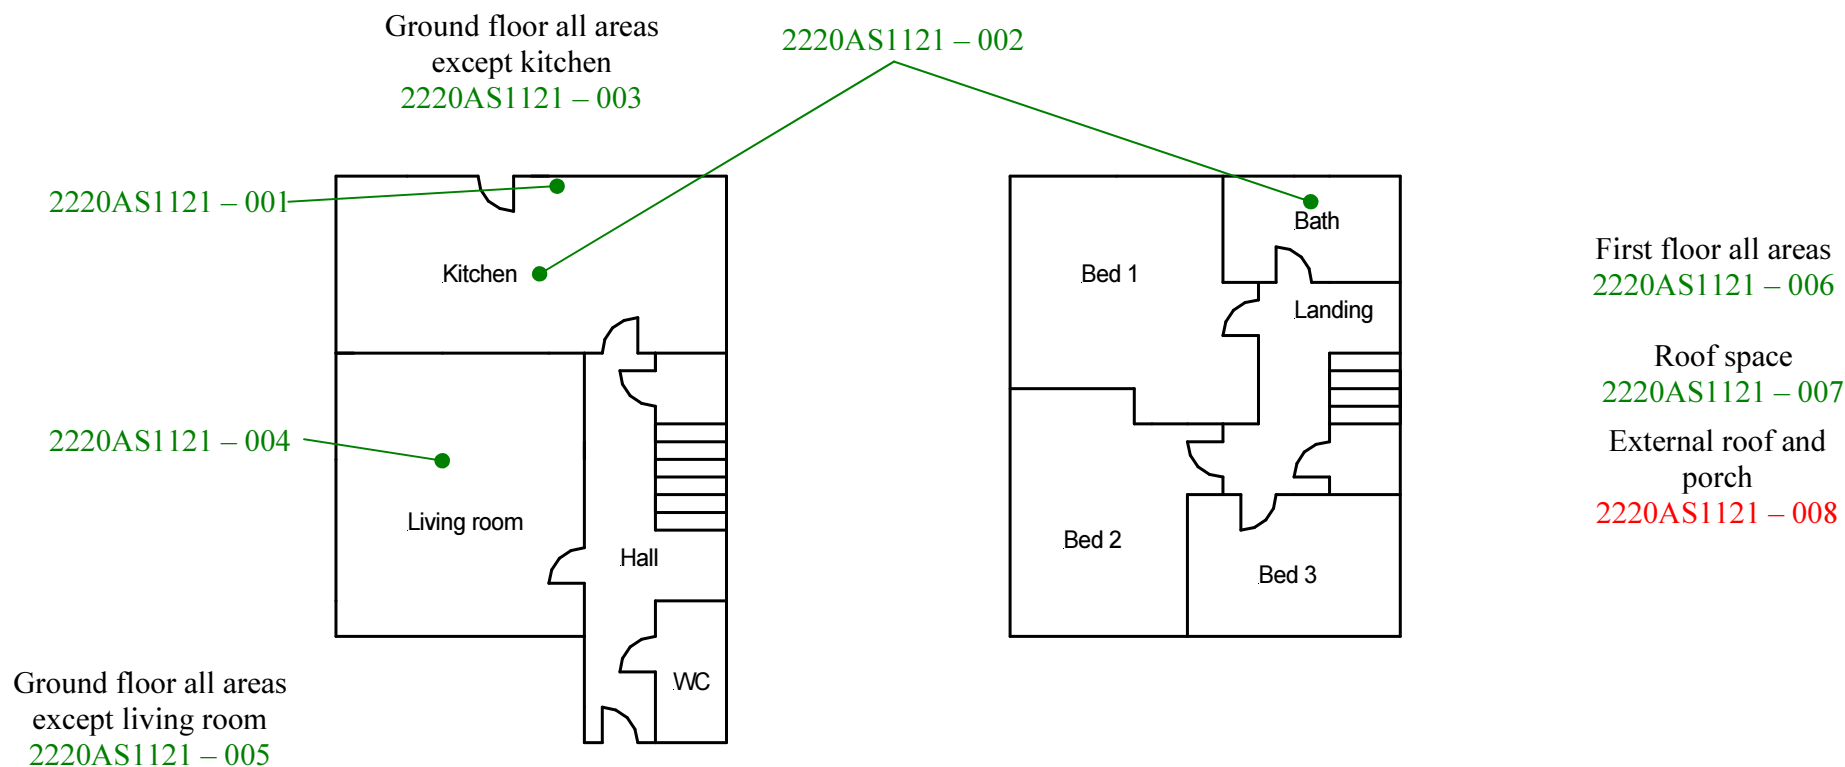 Ground floor all areas
except kitchen
2220AS1121 – 003
2220AS1121 – 002
2220AS1121 – 001
Kitchen
Bath
Bed 1
Landing
First floor all areas
2220AS1121 – 006
Roof space
2220AS1121 – 007
External roof and
porch
2220AS1121 – 008
2220AS1121 – 004
Living room
Hall
Bed 2
Bed 3
WC
Ground floor all areas
except living room
2220AS1121 – 005